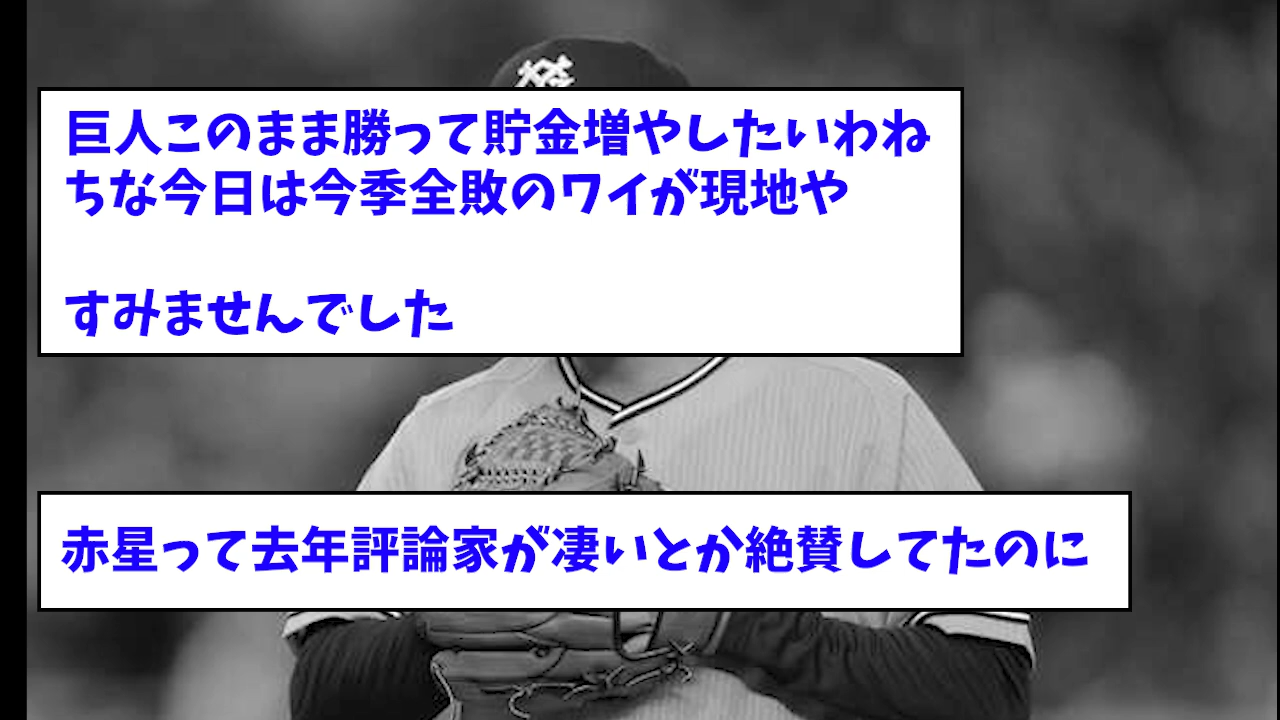 巨人このまま勝って貯金増やしたいわね
ちな今日は今季全敗のワイが現地や
すみませんでした
赤星って去年評論家が凄いとか絶賛してたのに